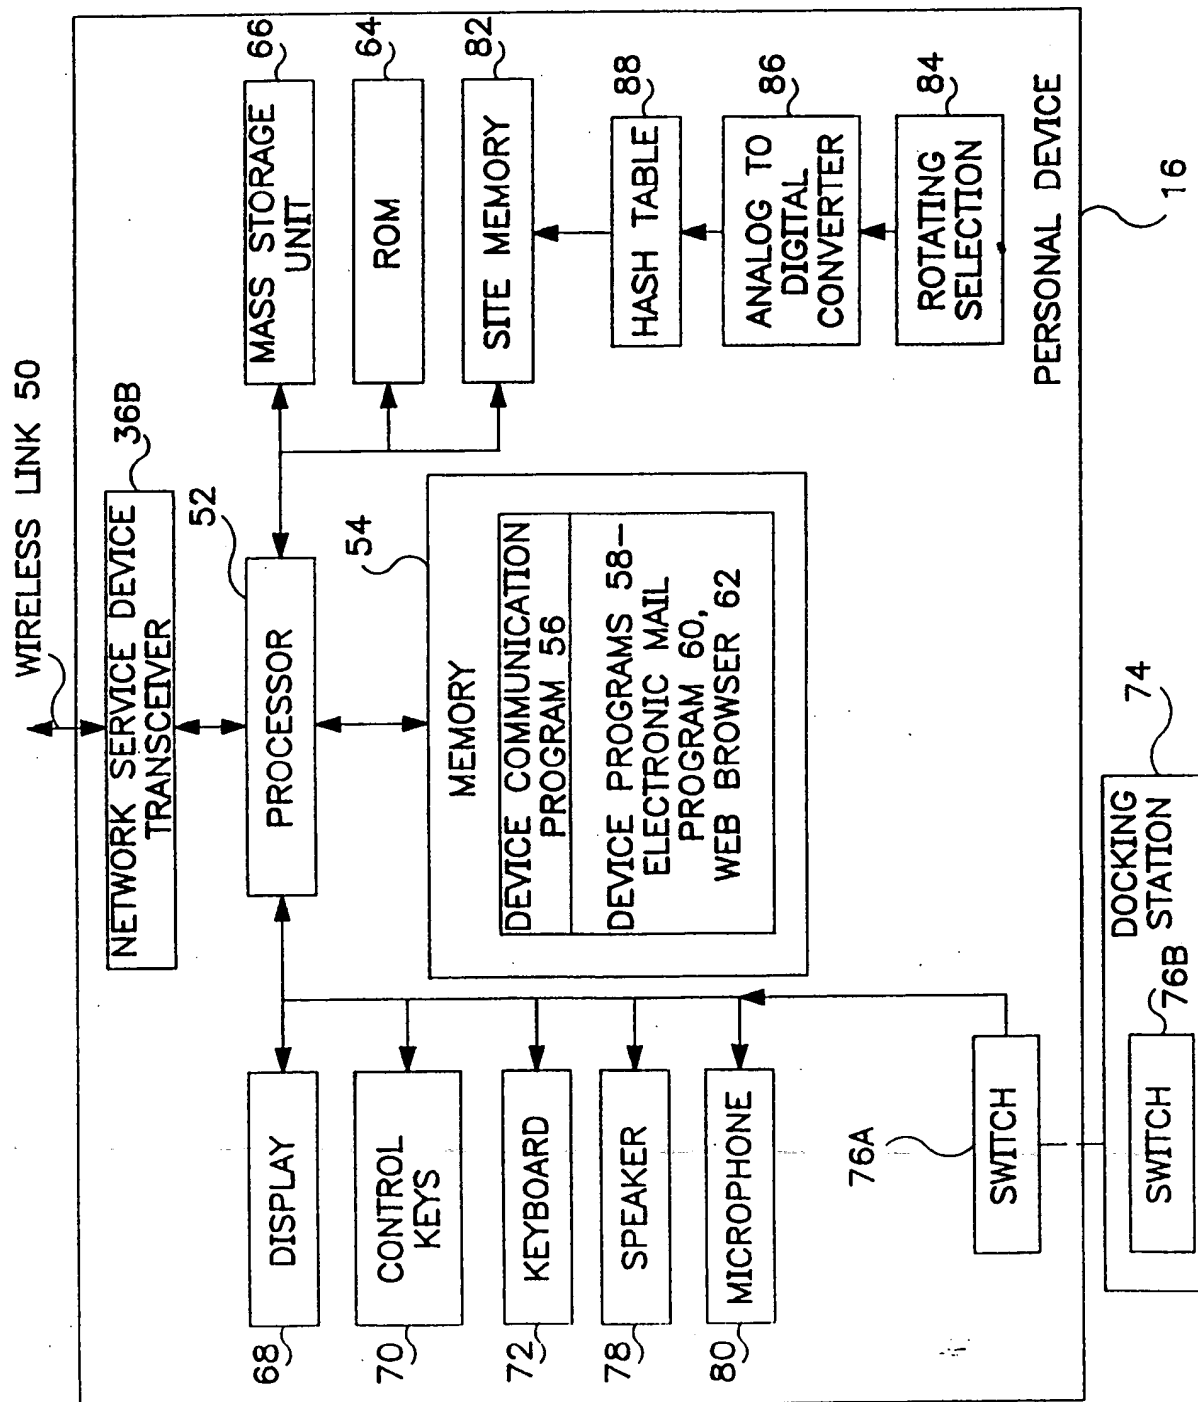 WIRELESS LINK 50
NETWORK SERVICE DEVICE
TRANSCEIVER
36B
PROCESSOR
52
MEMORY
54
DEVICE COMMUNICATION
PROGRAM 56
DEVICE PROGRAMS 58—
ELECTRONIC MAIL
PROGRAM 60,
WEB BROWSER 62
MASS STORAGE
UNIT
66
ROM
64
SITE MEMORY
82
HASH TABLE
88
ANALOG TO
DIGITAL
CONVERTER
86
ROTATING
SELECTION
84
DISPLAY
68
CONTROL
KEYS
70
KEYBOARD
72
SPEAKER
78
MICROPHONE
80
SWITCH
76A
PERSONAL DEVICE
16
DOCKING
STATION
74
SWITCH
76B